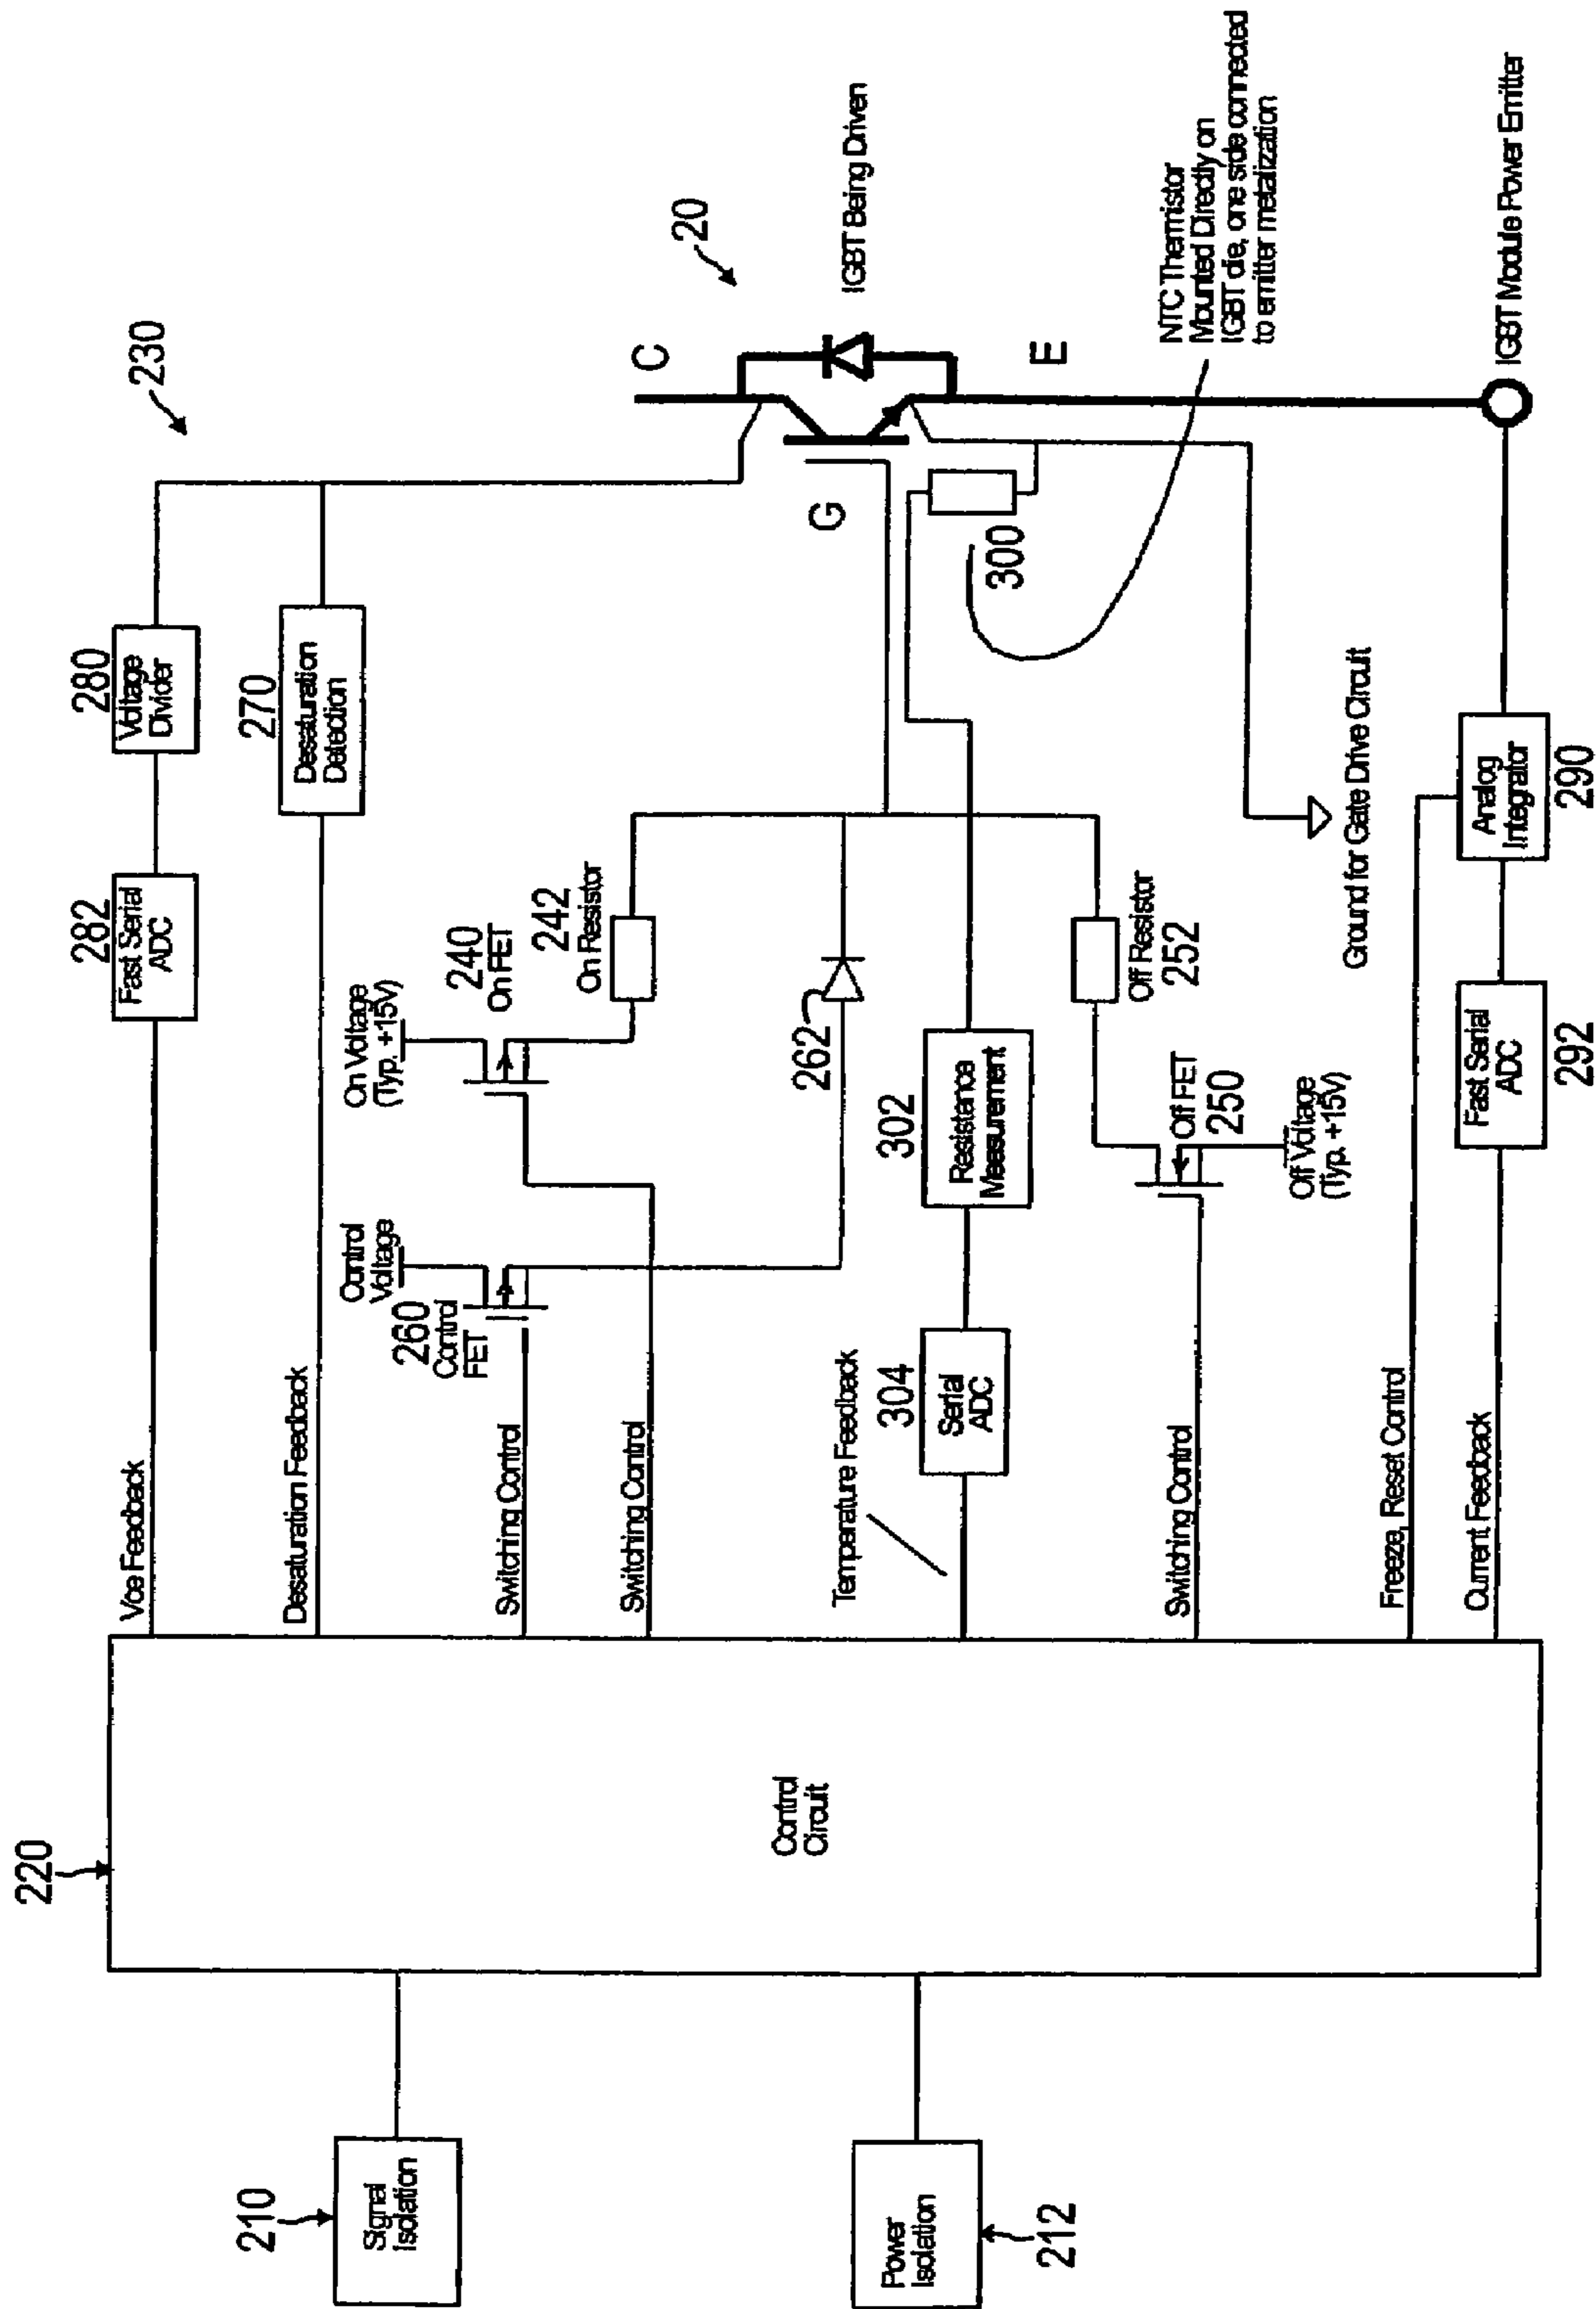 230
20
280
Voltage
Divider
282
Fast Serial
ADC
Vce Feedback
270
Desaturation
Detection
Desaturation Feedback
C
IGBT Being Driven
G
E
On Voltage
(Typ. +15V)
240
On FET
242
On Resistor
Control
Voltage
260
Control
FET
Switching Control
Switching Control
262
300
NTC Thermistor
Mounted Directly on
IGBT die, one side connected
to emitter metalization
302
Resistance
Measurement
304
Serial
ADC
Temperature Feedback
Off Resistor
252
Off FET
250
Off Voltage
(Typ. +15V)
Switching Control
Ground for Gate Drive Circuit
IGBT Module Power Emitter
Analog
Integrator
290
Fast Serial
ADC
292
Freeze, Reset Control
Current Feedback
220
Control
Circuit
210
Signal
Isolation
Power
Isolation
212